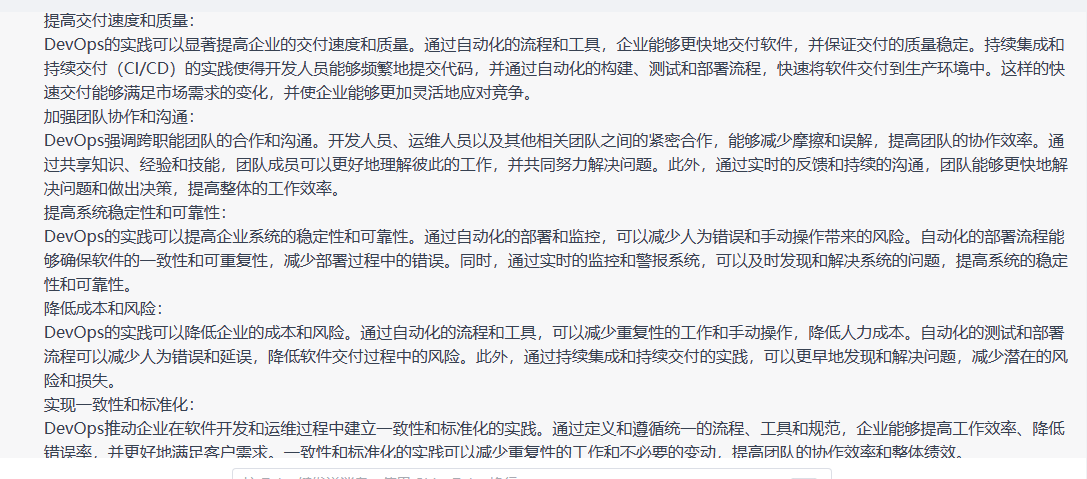 提高交付速度和质量：
DevOps的实践可以显著提高企业的交付速度和质量。通过自动化的流程和工具，企业能够更快地交付软件，并保证交付的质量稳定。持续集成和
持续交付（CI/CD）的实践使得开发人员能够频繁地提交代码，并通过自动化的构建、测试和部署流程，快速将软件交付到生产环境中。这样的快
速交付能够满足市场需求的变化，并使企业能够更加灵活地应对竞争。
加强团队协作和沟通：
DevOps强调跨职能团队的合作和沟通。开发人员、运维人员以及其他相关团队之间的紧密合作，能够减少摩擦和误解，提高团队的协作效率。通
过共享知识、经验和技能，团队成员可以更好地理解彼此的工作，并共同努力解决问题。此外，通过实时的反馈和持续的沟通，团队能够更快地解
决问题和做出决策，提高整体的工作效率。
提高系统稳定性和可靠性：
DevOps的实践可以提高企业系统的稳定性和可靠性。通过自动化的部署和监控，可以减少人为错误和手动操作带来的风险。自动化的部署流程能
够确保软件的一致性和可重复性，减少部署过程中的错误。同时，通过实时的监控和警报系统，可以及时发现和解决系统的问题，提高系统的稳定
性和可靠性。
降低成本和风险：
DevOps的实践可以降低企业的成本和风险。通过自动化的流程和工具，可以减少重复性的工作和手动操作，降低人力成本。自动化的测试和部署
流程可以减少人为错误和延误，降低软件交付过程中的风险。此外，通过持续集成和持续交付的实践，可以更早地发现和解决问题，减少潜在的风
险和损失。
实现一致性和标准化：
DevOps推动企业在软件开发和运维过程中建立一致性和标准化的实践。通过定义和遵循统一的流程、工具和规范，企业能够提高工作效率、降低
错误率，并更好地满足客户需求。一致性和标准化的实践可以减少重复性的工作和不必要的变动，提高团队的协作效率和整体绩效。